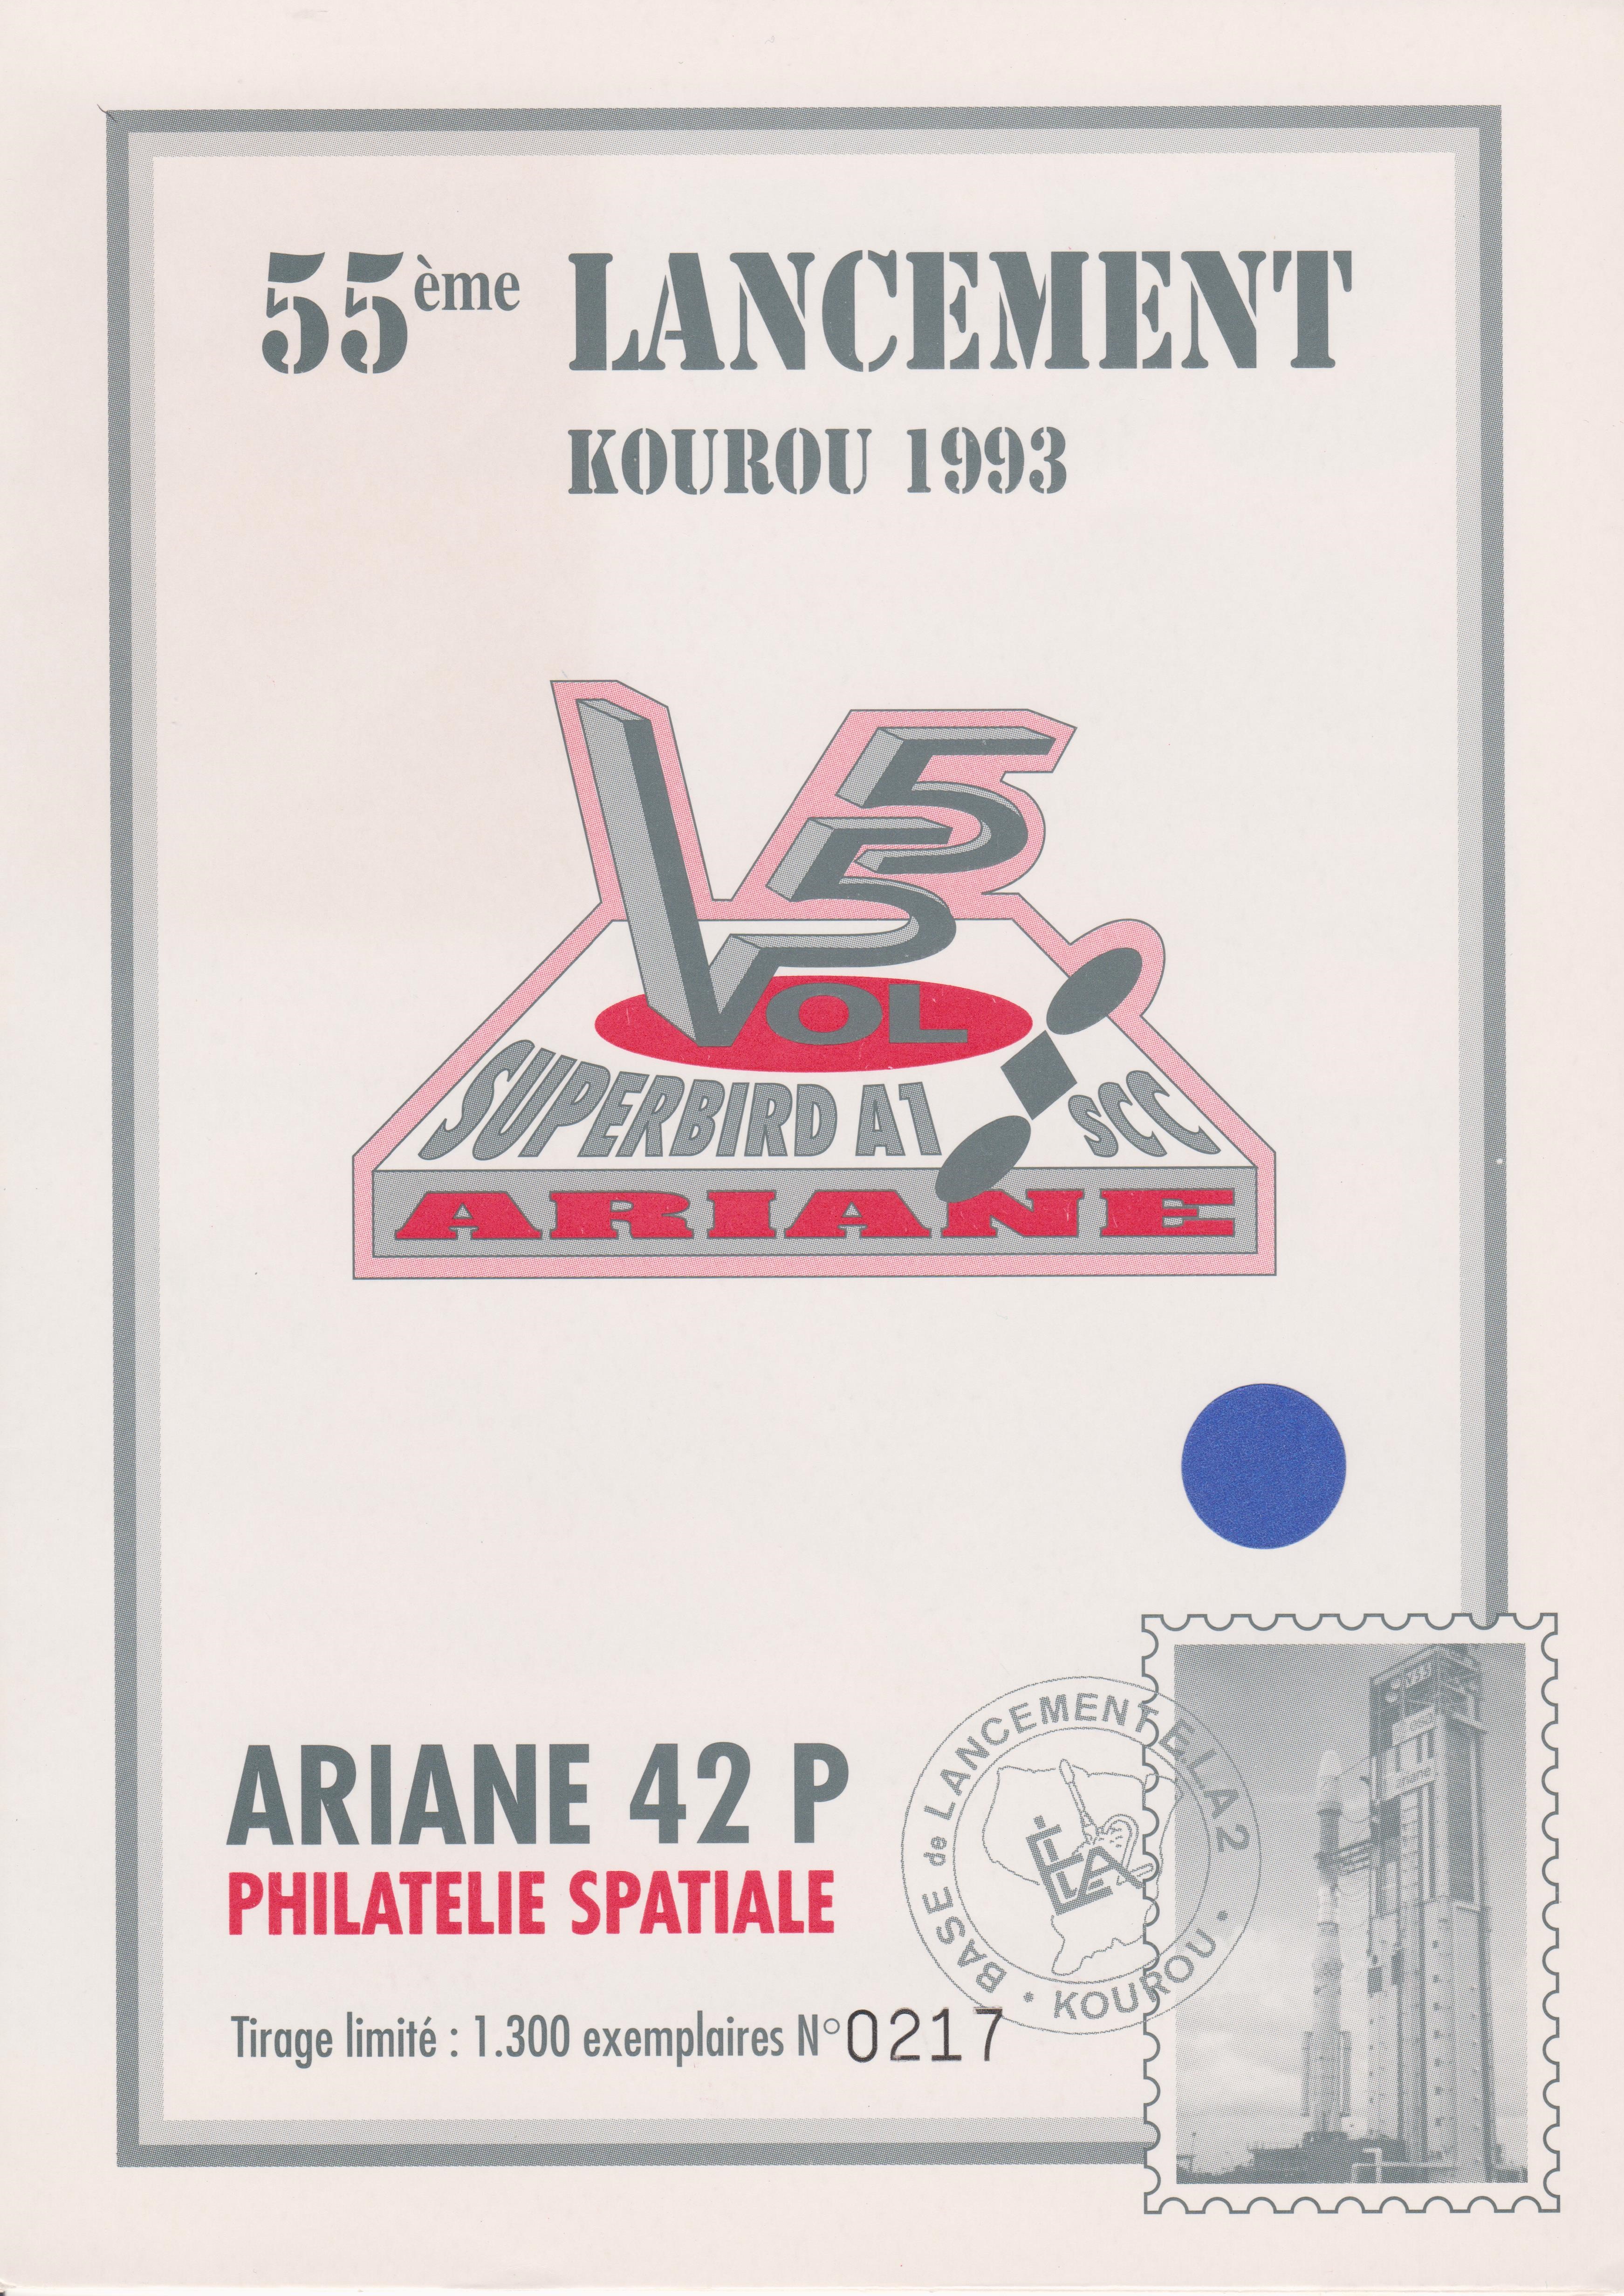 55ème LANCEMENT
KOUROU 1993
V55
VOL
SUPERBIRD A1 SCC
ARIANE
ARIANE 42 P
PHILATELIE SPATIALE
Tirage limité : 1.300 exemplaires N° 0217
BASE de LANCEMENT E.L.A 2
• KOUROU •
ELA
ariane